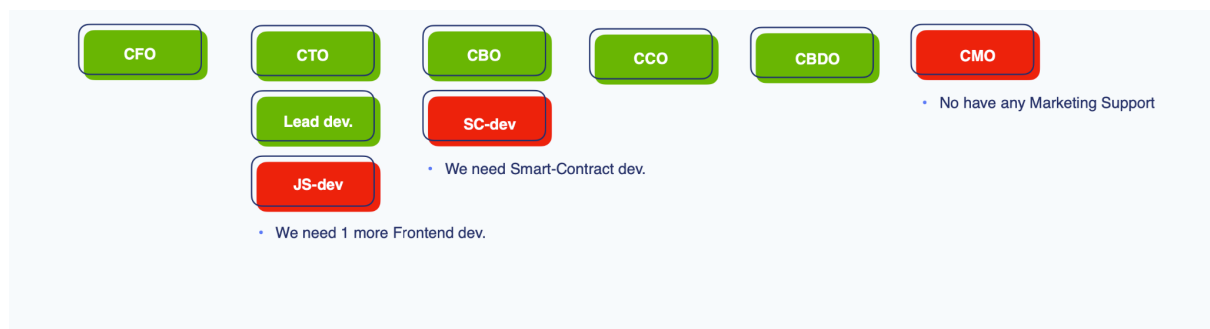 CFO
CTO
CBO
CCO
CBDO
CMO
• No have any Marketing Support
Lead dev.
SC-dev
• We need Smart-Contract dev.
JS-dev
• We need 1 more Frontend dev.